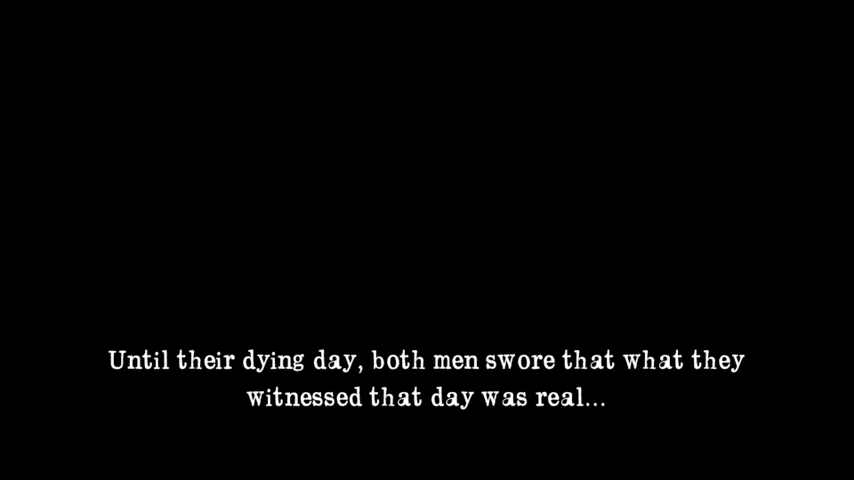 Until their dying day, both men swore that what they
witnessed that day was real...